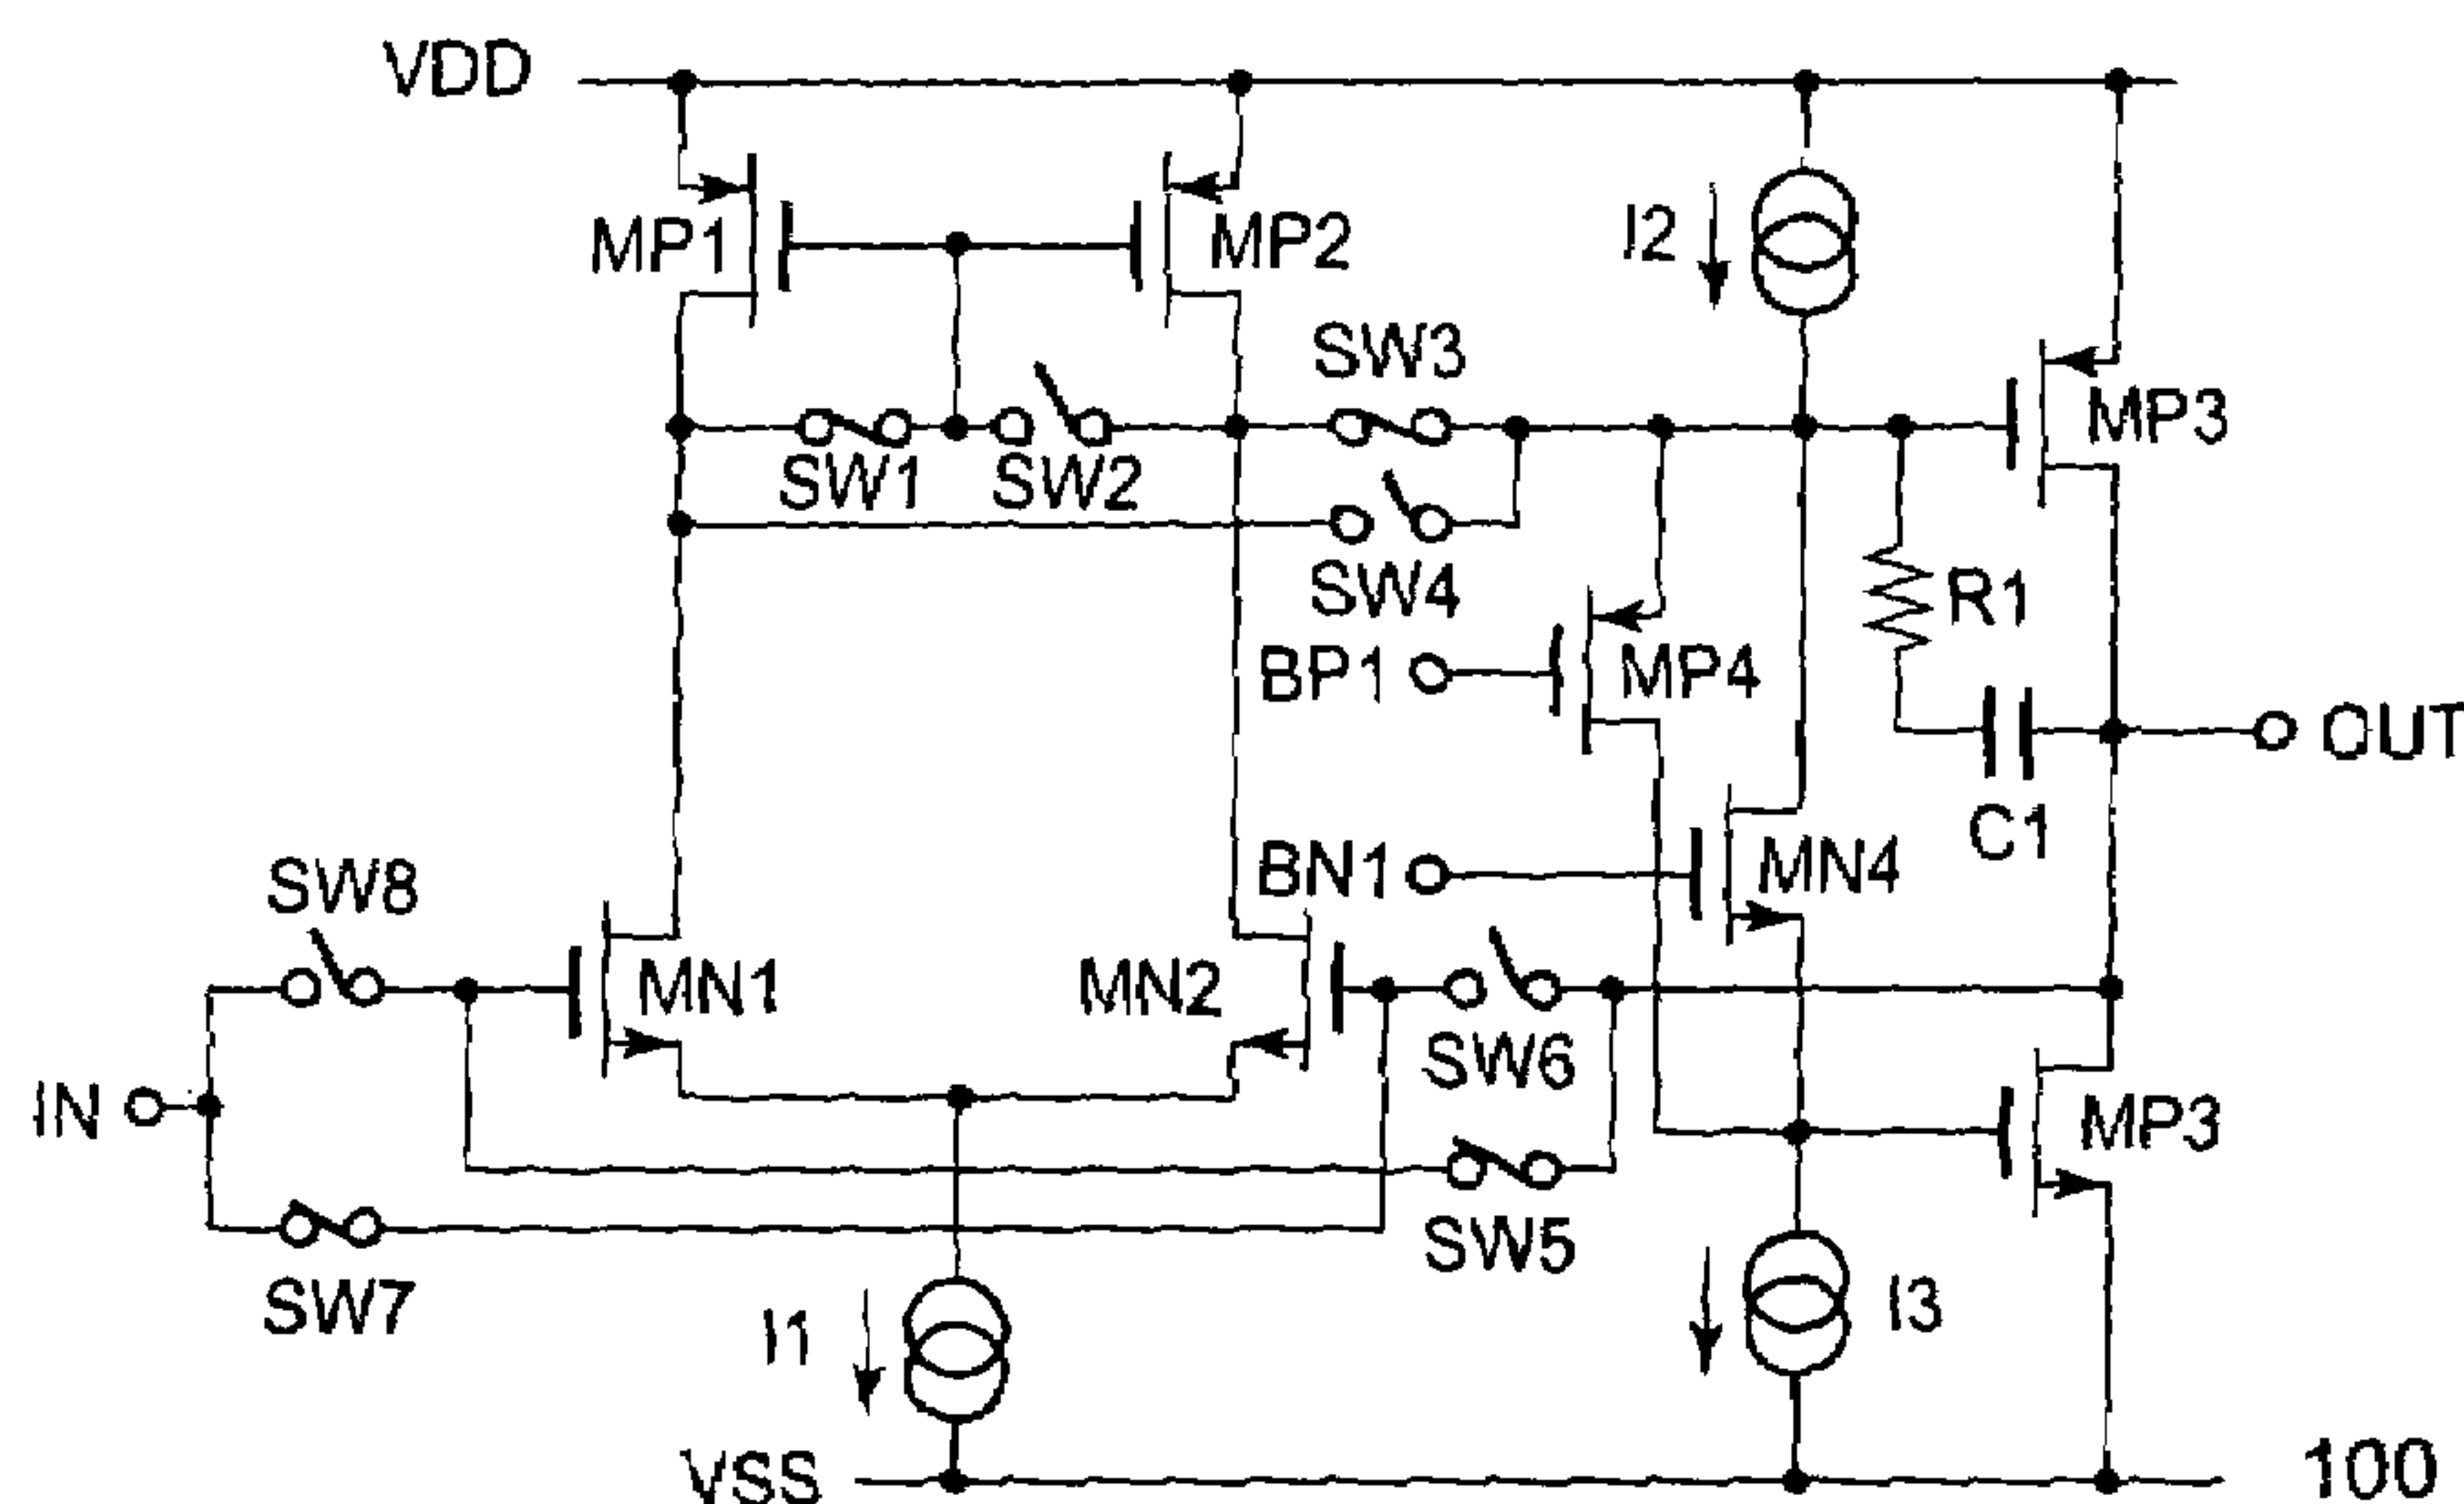 VDD
MP1
MP2
I2
SW3
MP3
SW1
SW2
SW4
R1
BP1
MP4
OUT
C1
SW8
BN1
MN4
MN1
MN2
SW6
IN
MP3
SW5
SW7
I1
I3
VSS
100